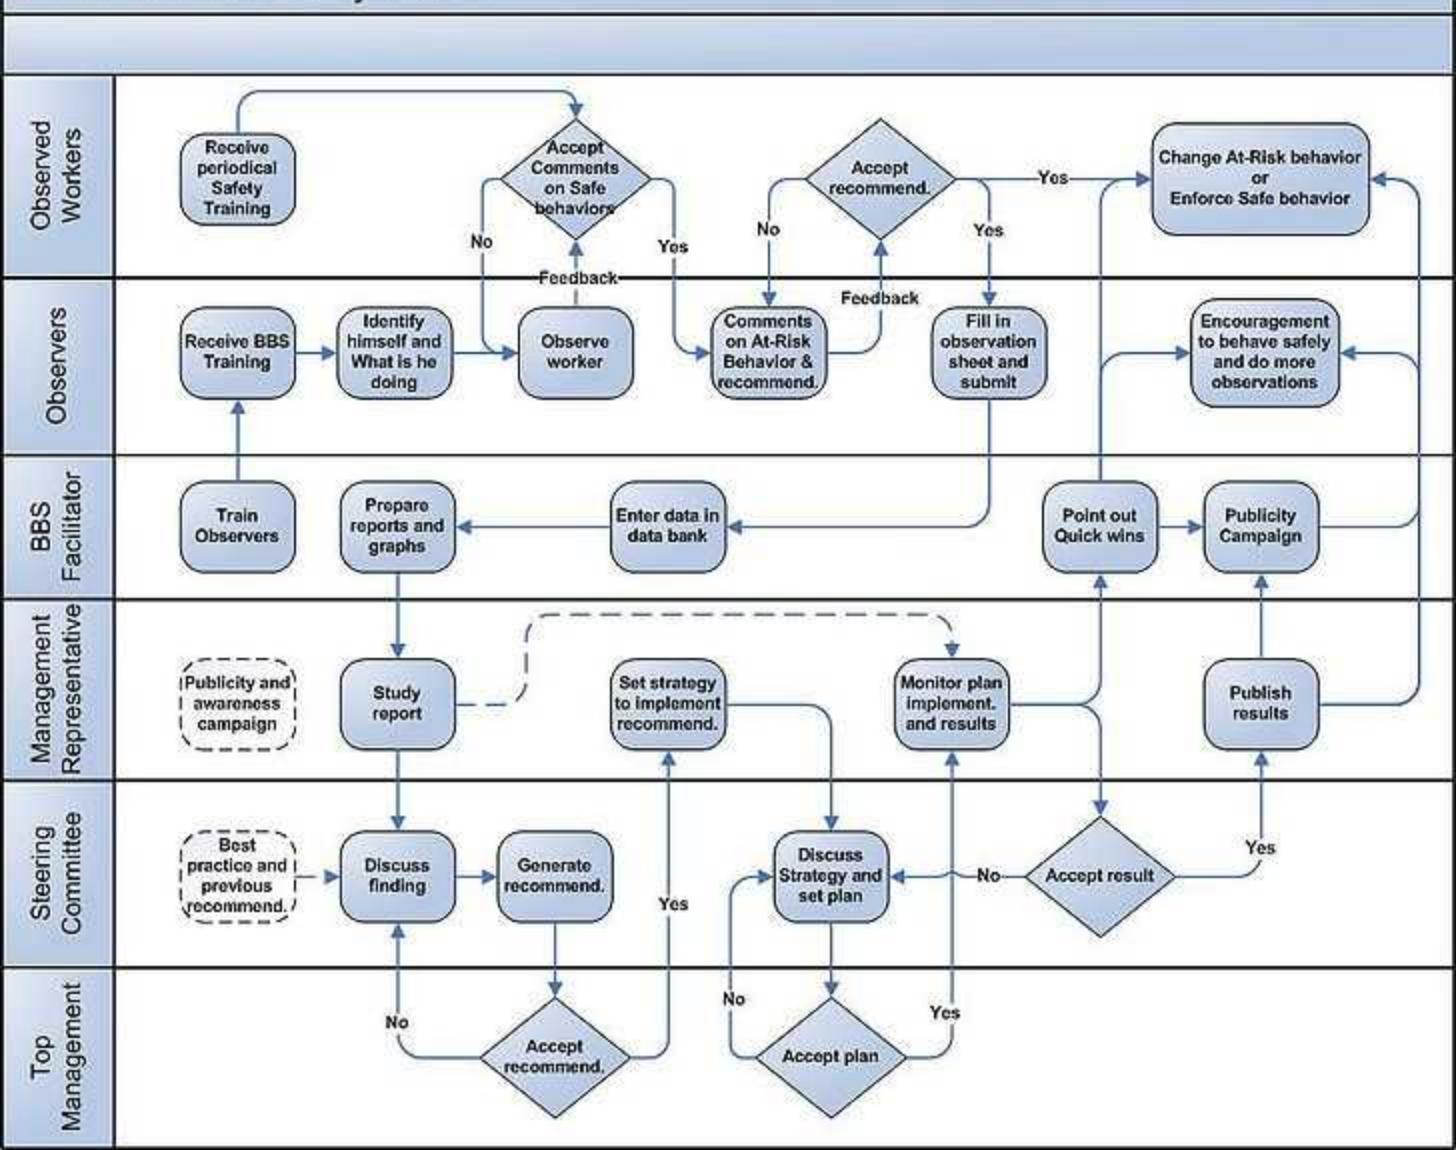 Observed
Workers
Receive
periodical
Safety
Training
Accept
Comments
on Safe
behaviors
No
Yes
Feedback
Accept
recommend.
No
Yes
Yes
Feedback
Change At-Risk behavior
or
Enforce Safe behavior
Observers
Receive BBS
Training
Identify
himself and
What is he
doing
Observe
worker
Comments
on At-Risk
Behavior &
recommend.
Fill in
observation
sheet and
submit
Encouragement
to behave safely
and do more
observations
BBS
Facilitator
Train
Observers
Prepare
reports and
graphs
Enter data in
data bank
Point out
Quick wins
Publicity
Campaign
Management
Representative
Publicity and
awareness
campaign
Study
report
Set strategy
to implement
recommend.
Monitor plan
implement.
and results
Publish
results
Steering
Committee
Best
practice and
previous
recommend.
Discuss
finding
Generate
recommend.
Yes
Discuss
Strategy and
set plan
No
Accept result
Yes
Top
Management
No
Accept
recommend.
No
Accept plan
Yes